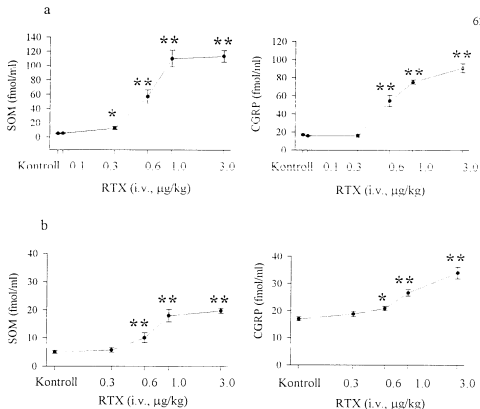 a
6
SOM (fmol/ml)
140
120
100
80
60
40
20
0
*
**
**
**
Kontroll 0.1 0.3 0.6 1.0 3.0
RTX (i.v., µg/kg)
CGRP (fmol/ml)
120
100
80
60
40
20
0
**
**
**
Kontroll 0.1 0.3 0.6 1.0 3.0
RTX (i.v., µg/kg)
b
SOM (fmol/ml)
40
30
20
10
0
**
**
**
Kontroll 0.3 0.6 1.0 3.0
RTX (i.v., µg/kg)
CGRP (fmol/ml)
40
30
20
10
0
*
**
**
Kontroll 0.3 0.6 1.0 3.0
RTX (i.v., µg/kg)